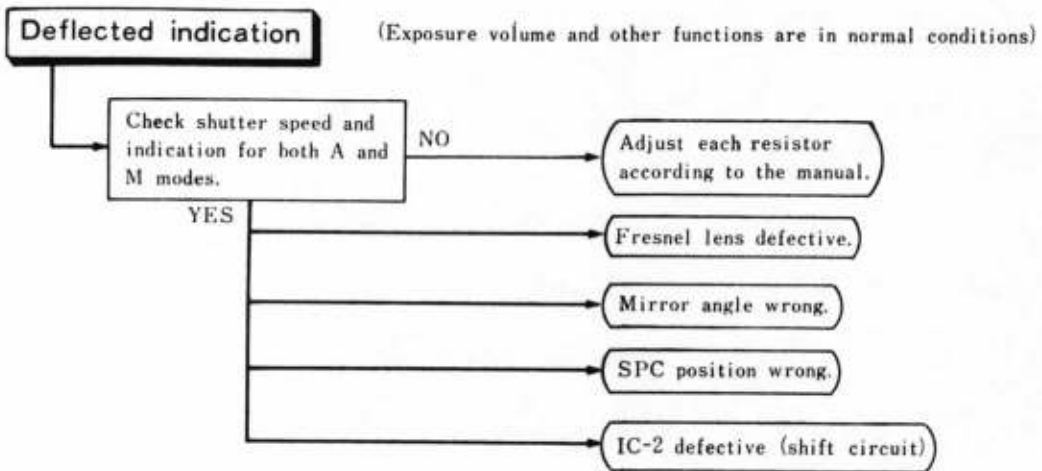 Deflected indication
(Exposure volume and other functions are in normal conditions)
Check shutter speed and
indication for both A and
M modes.
NO
Adjust each resistor
according to the manual.
YES
Fresnel lens defective.
Mirror angle wrong.
SPC position wrong.
IC-2 defective (shift circuit)